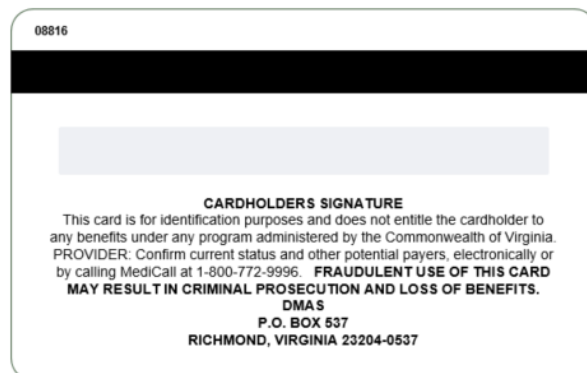 08816
CARDHOLDERS SIGNATURE
This card is for identification purposes and does not entitle the cardholder to
any benefits under any program administered by the Commonwealth of Virginia.
PROVIDER: Confirm current status and other potential payers, electronically or
by calling MediCall at 1-800-772-9996. FRAUDULENT USE OF THIS CARD
MAY RESULT IN CRIMINAL PROSECUTION AND LOSS OF BENEFITS.
DMAS
P.O. BOX 537
RICHMOND, VIRGINIA 23204-0537